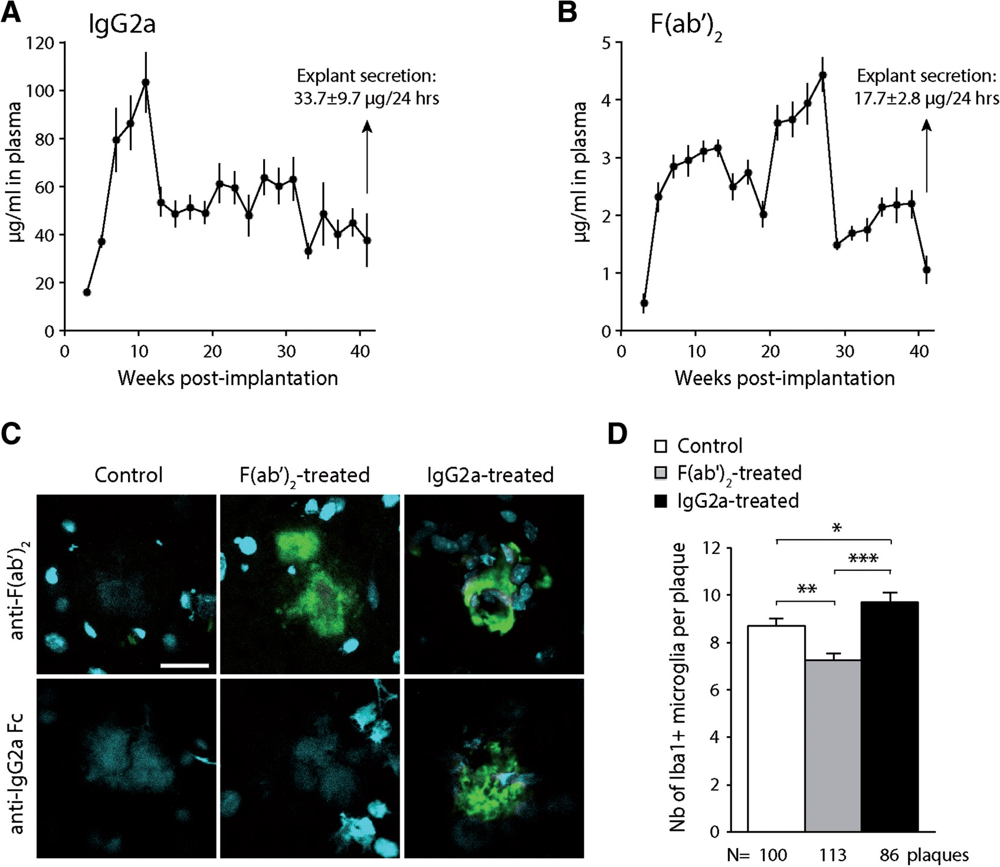 A
IgG2a
120
100
80
60
40
20
0
µg/ml in plasma
Explant secretion:
33.7±9.7 µg/24 hrs
0 10 20 30 40
Weeks post-implantation
B
F(ab’)2
5
4
3
2
1
0
µg/ml in plasma
Explant secretion:
17.7±2.8 µg/24 hrs
0 10 20 30 40
Weeks post-implantation
C
Control F(ab’)2-treated IgG2a-treated
anti-F(ab’)2
anti-IgG2a Fc
D
Control
F(ab')2-treated
IgG2a-treated
*
***
**
12
10
8
6
4
2
0
Nb of Iba1+ microglia per plaque
N= 100 113 86 plaques